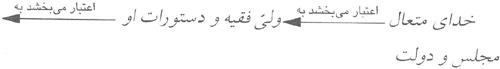 خدای متعال اعتبار می‌بخشد به ولیّ فقیه و دستورات او اعتبار می‌بخشد به
مجلس و دولت